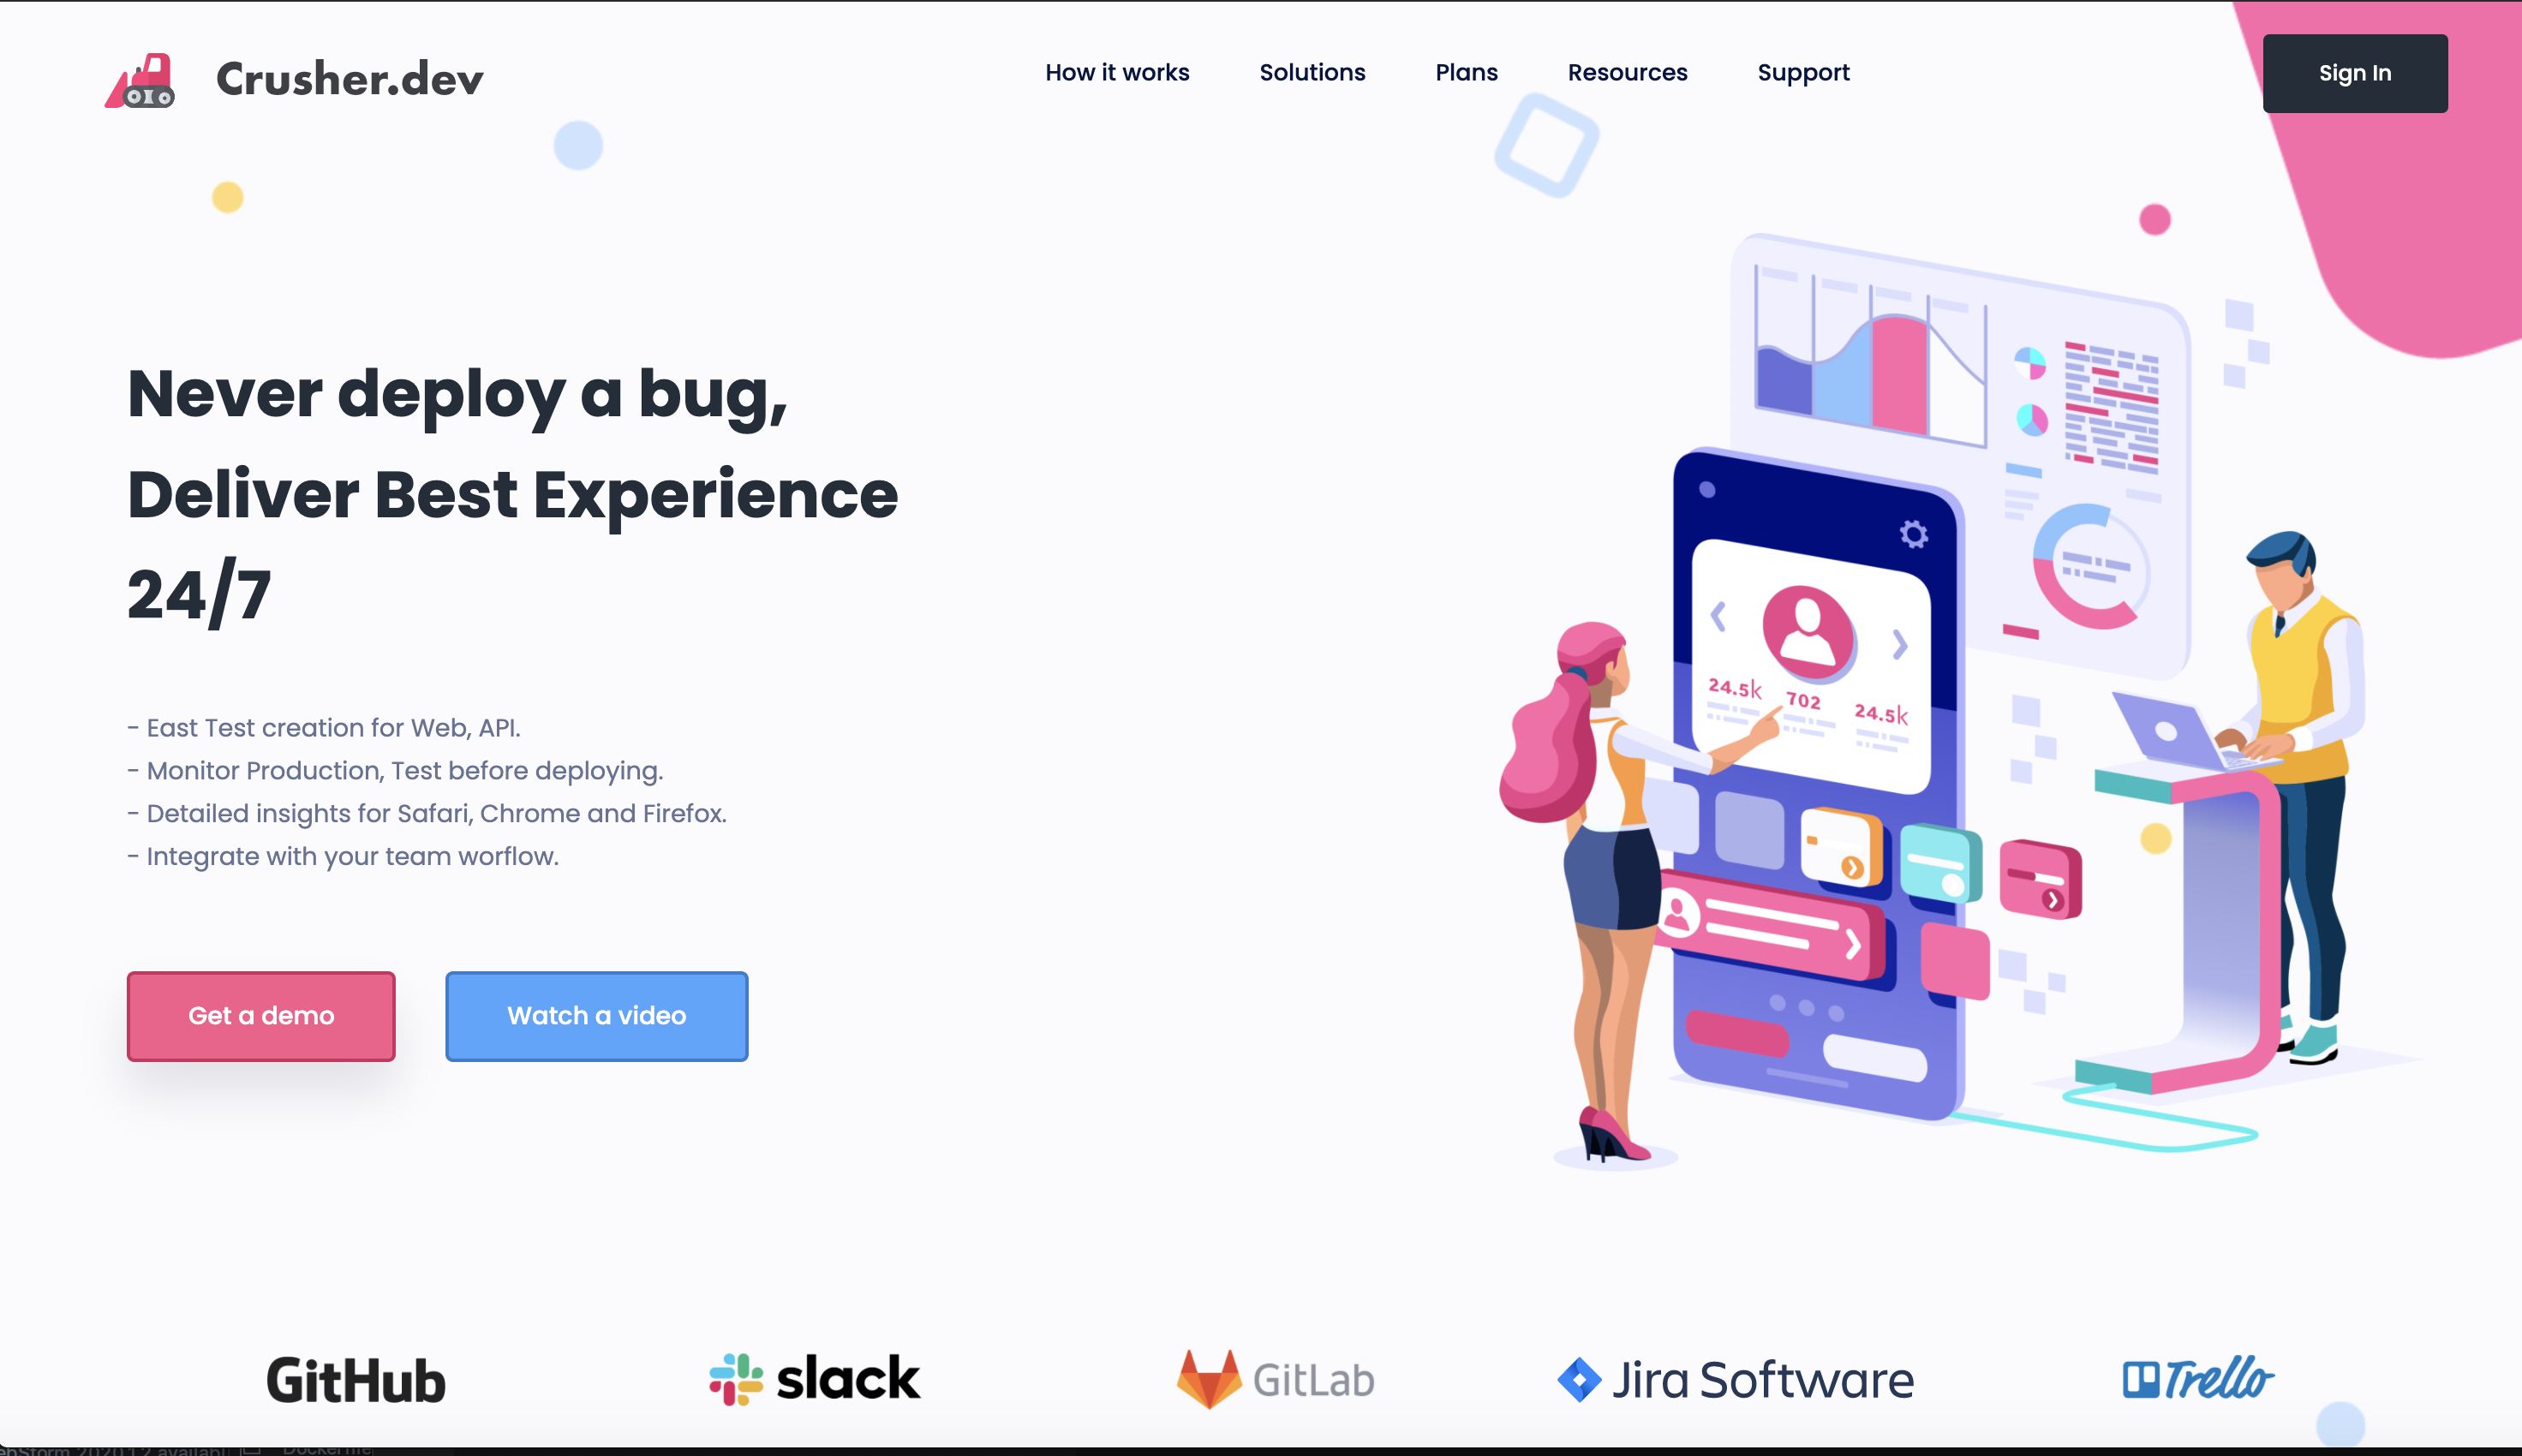 Crusher.dev
How it works
Solutions
Plans
Resources
Support
Sign In
Never deploy a bug,
Deliver Best Experience
24/7
- East Test creation for Web, API.
- Monitor Production, Test before deploying.
- Detailed insights for Safari, Chrome and Firefox.
- Integrate with your team worflow.
Get a demo
Watch a video
24.5k
702
24.5k
GitHub
slack
GitLab
Jira Software
Trello